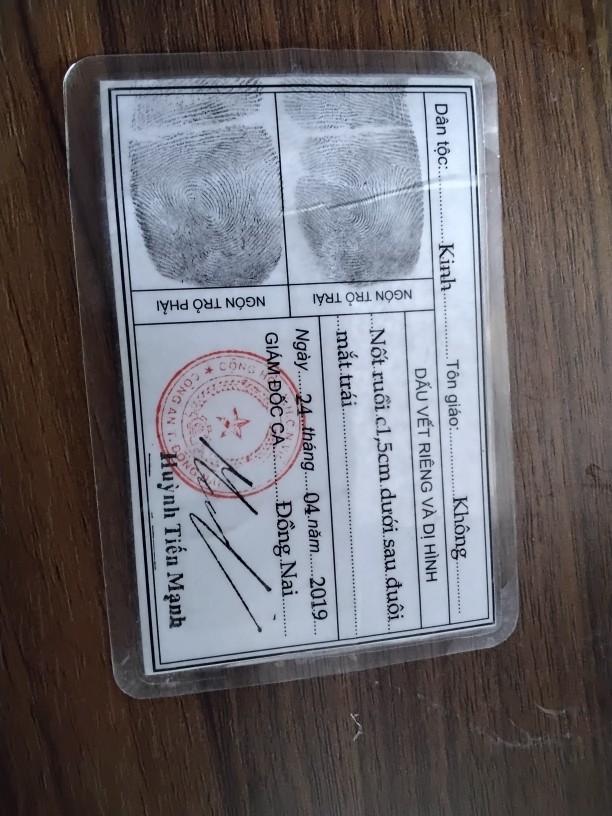 Dân tộc: Kinh Tôn giáo: Không
DẤU VẾT RIÊNG VÀ DỊ HÌNH
Nốt ruồi c1,5cm dưới sau đuôi
mắt trái
NGÓN TRỎ TRÁI
NGÓN TRỎ PHẢI
Ngày 24 tháng 04 năm 2019
GIÁM ĐỐC CA Đồng Nai
Huỳnh Tiến Mạnh